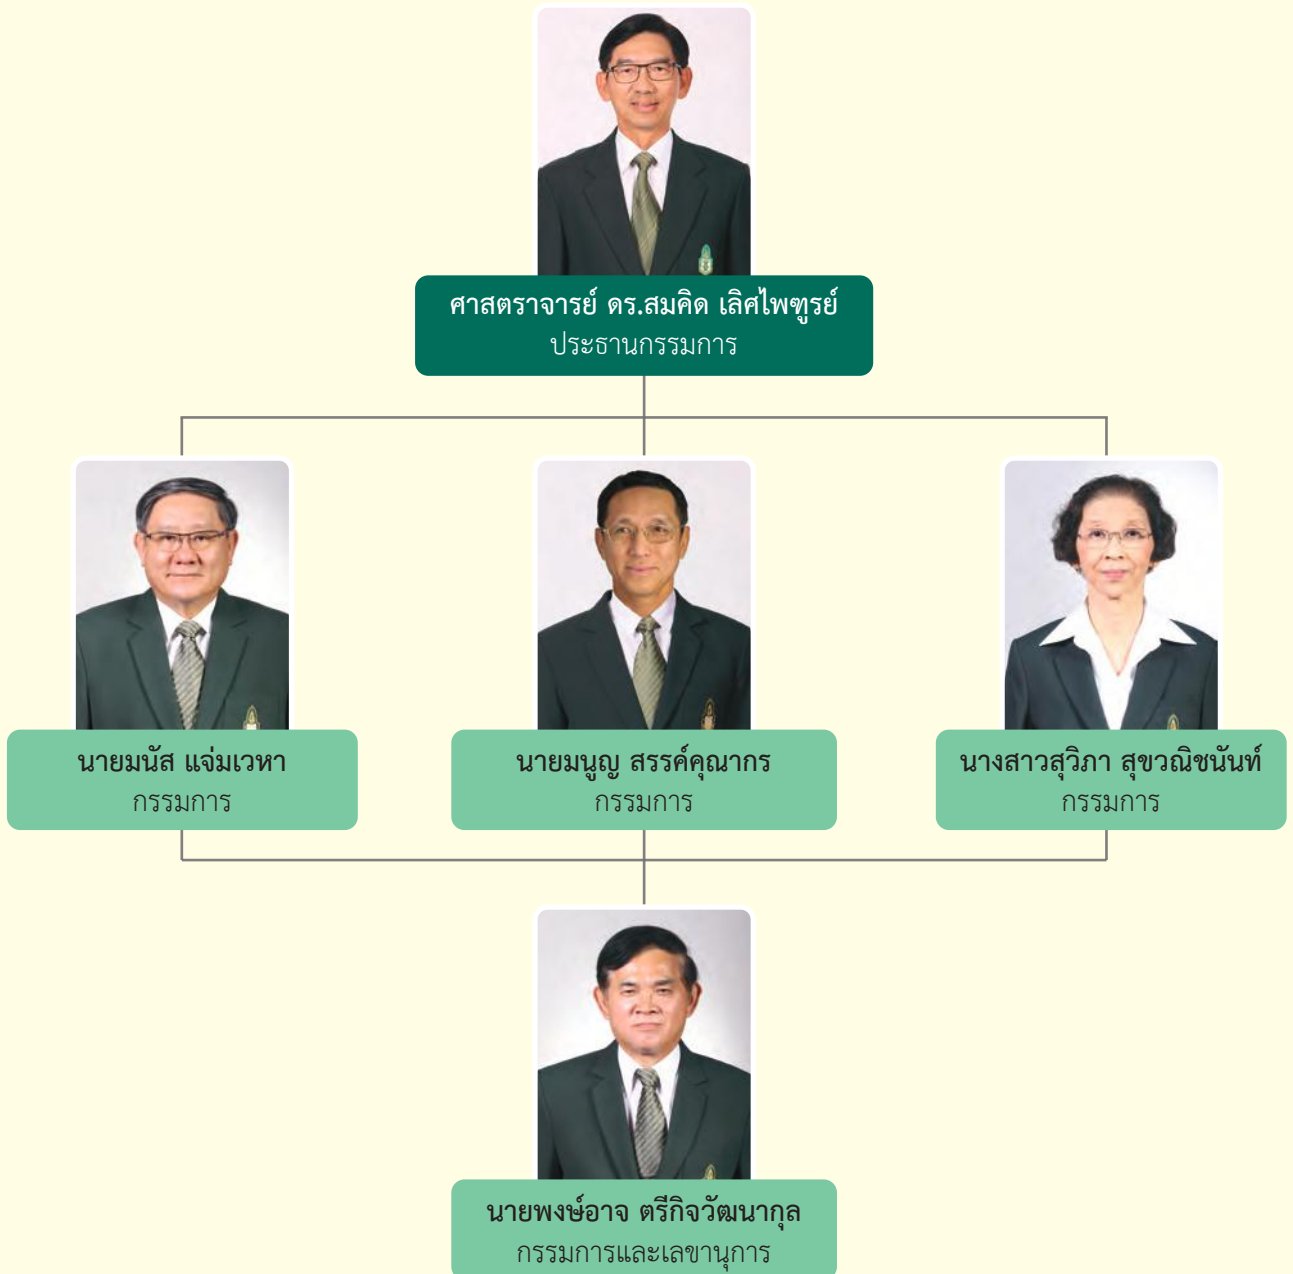 ศาสตราจารย์ ดร.สมคิด เลิศไพฑูรย์
ประธานกรรมการ
นายมนัส แจ่มเวหา
กรรมการ
นายมนูญ สรรค์คุณากร
กรรมการ
นางสาวสุวิภา สุขวณิชนันท์
กรรมการ
นายพงษ์อาจ ตรีกิจวัฒนากุล
กรรมการและเลขานุการ